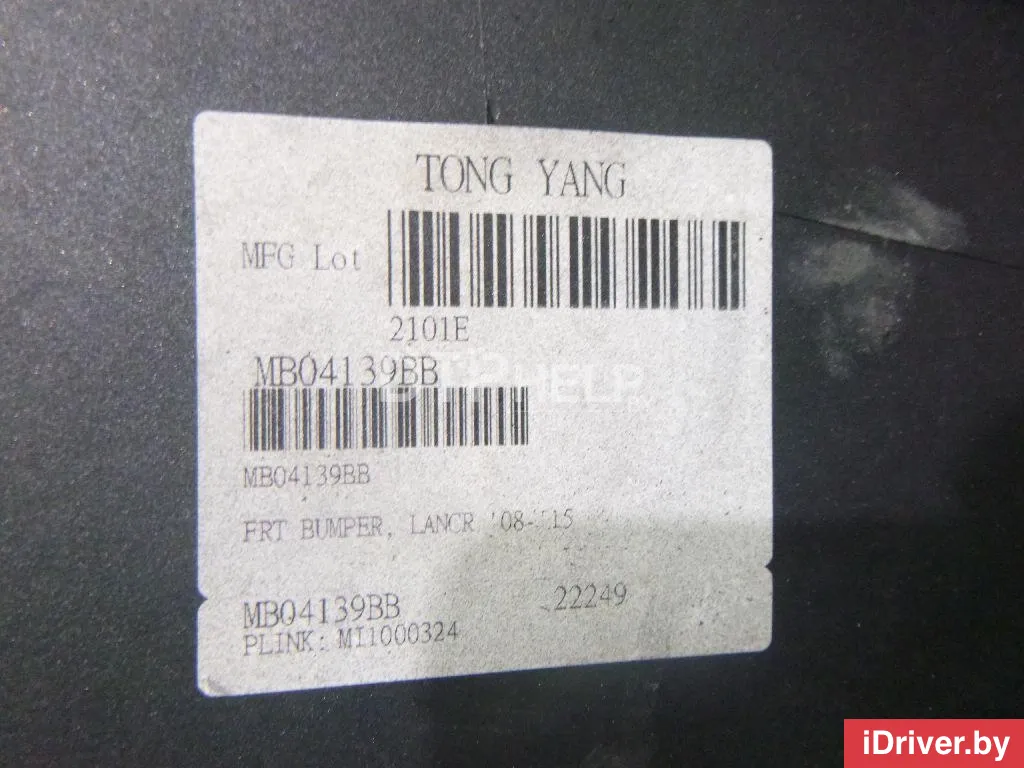 TONG YANG
MFG Lot
2101E
MB04139BB
MB04139BB
FRT BUMPER, LANCR '08-'15
MB04139BB 22249
PLINK: MI1000324
iDriver.by